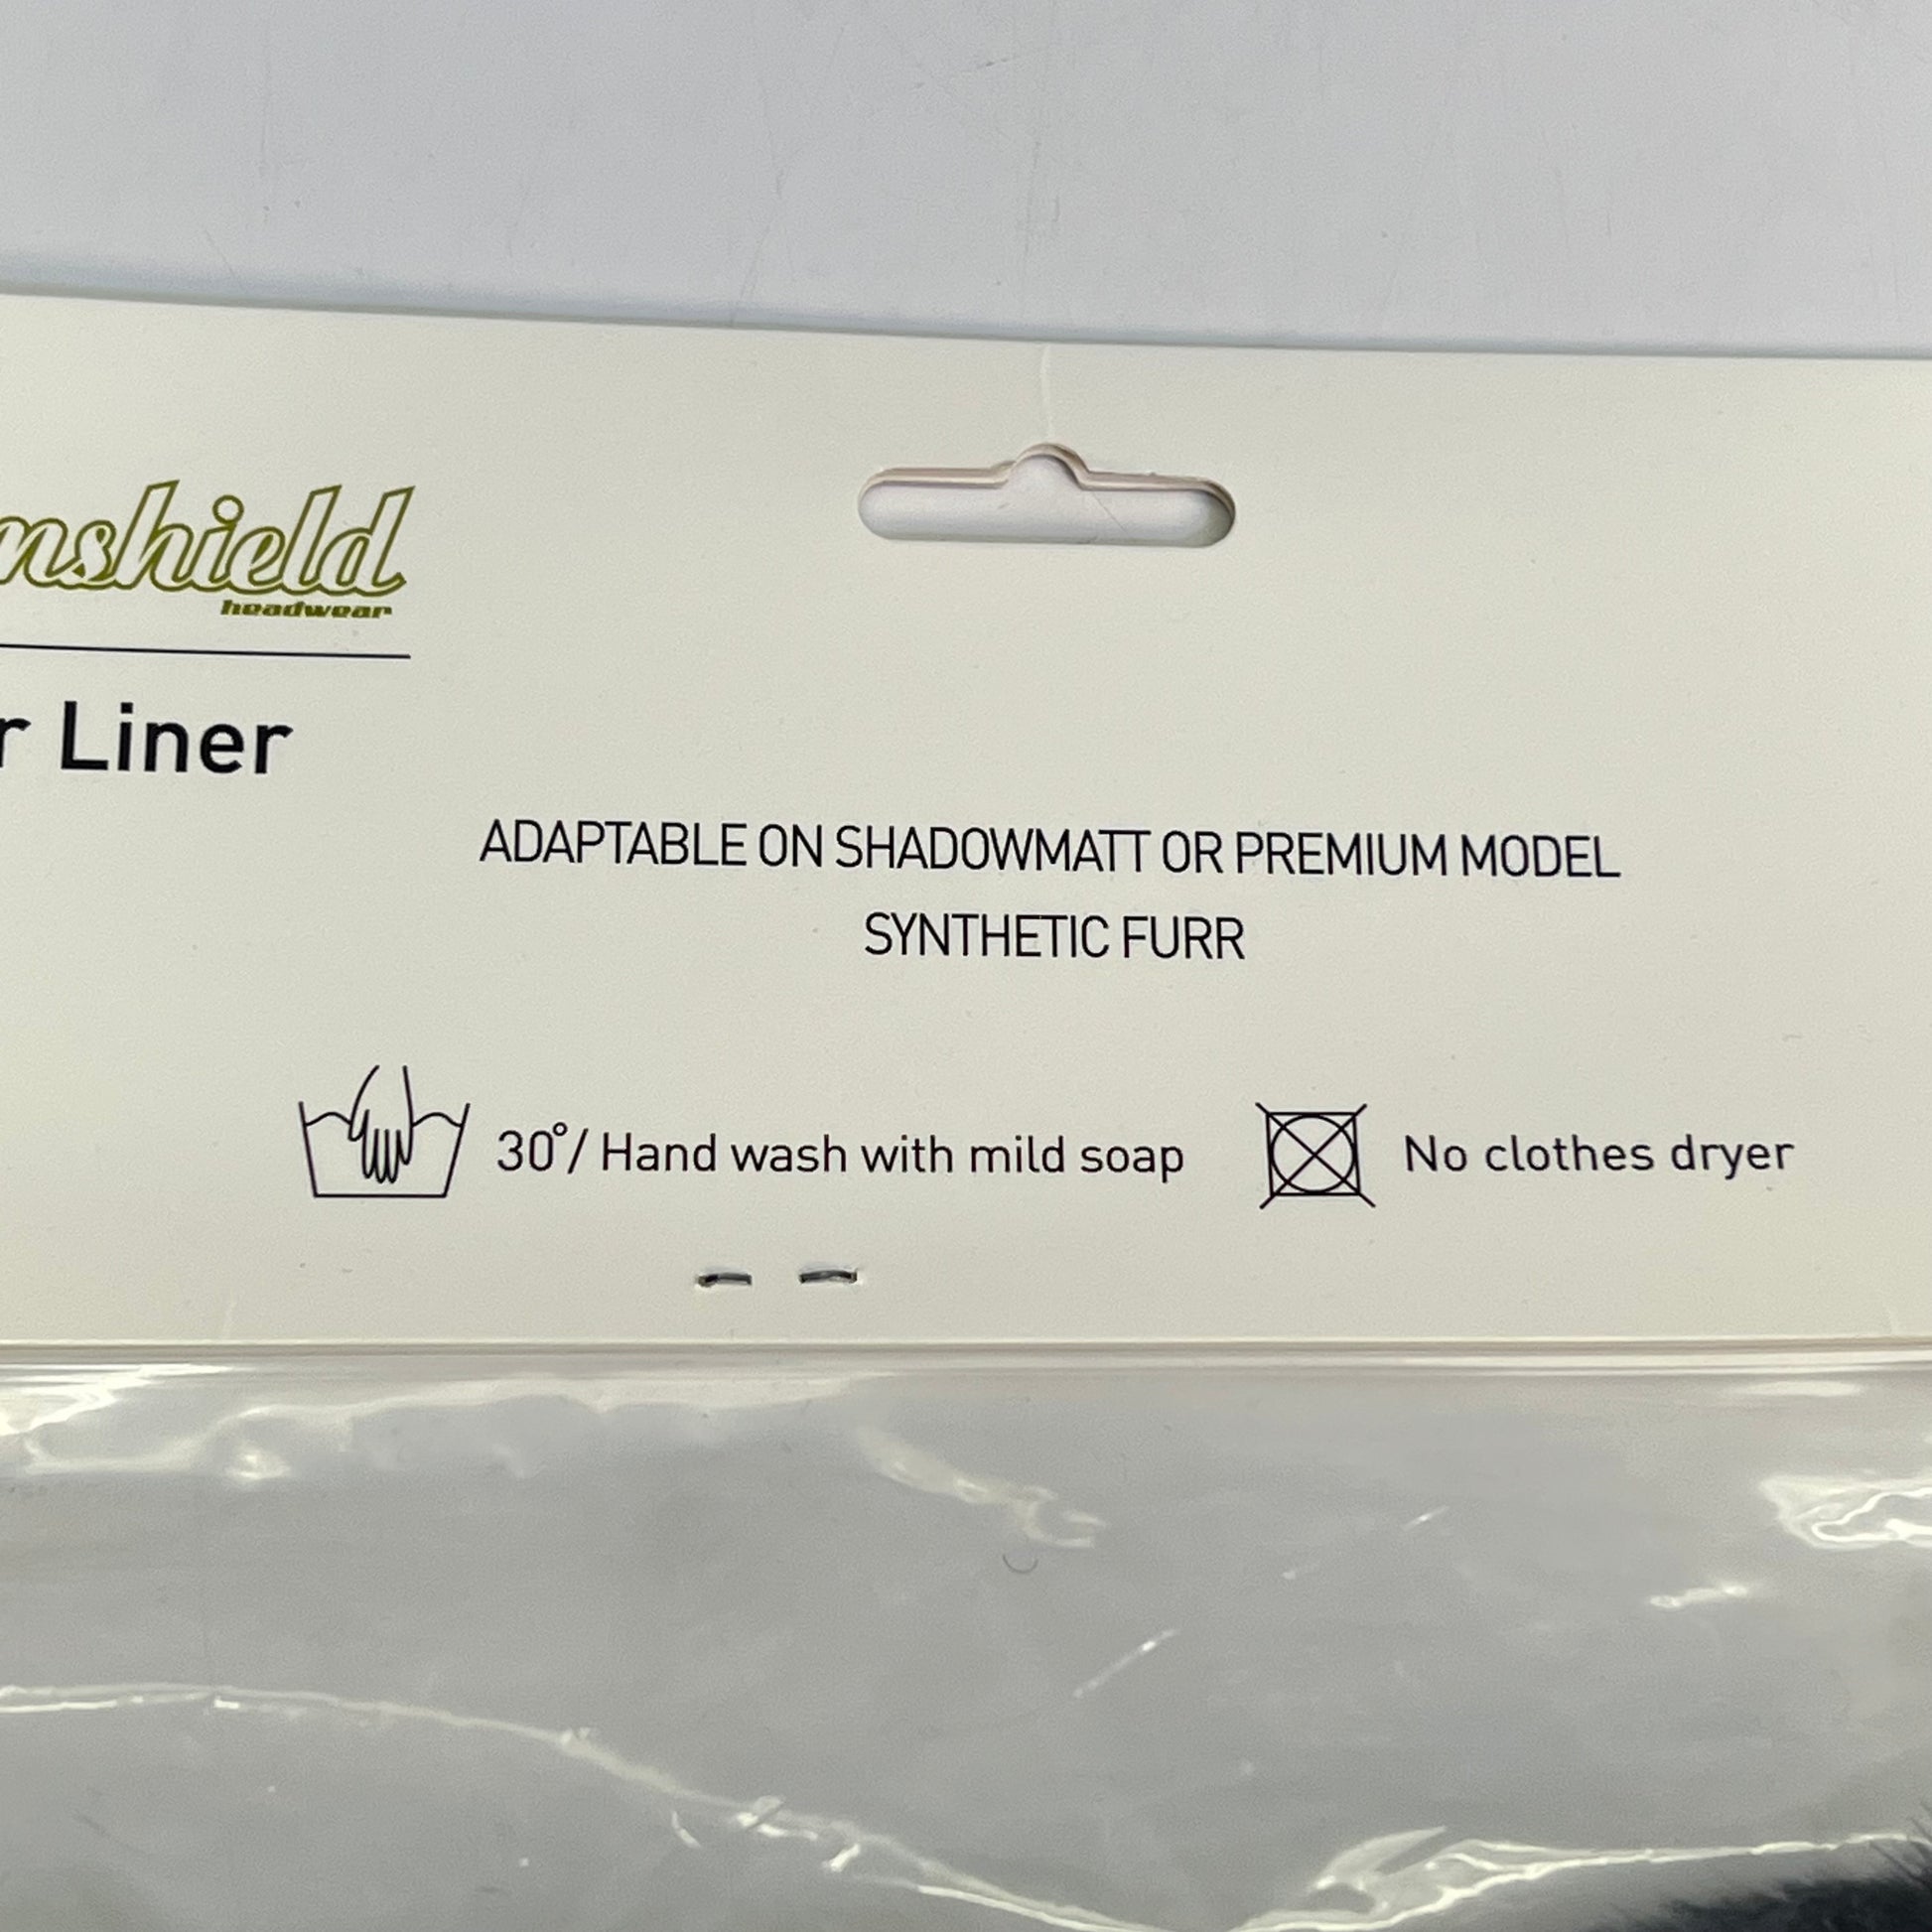 nshield
headwear
r Liner
ADAPTABLE ON SHADOWMATT OR PREMIUM MODEL
SYNTHETIC FURR
30°/ Hand wash with mild soap
No clothes dryer